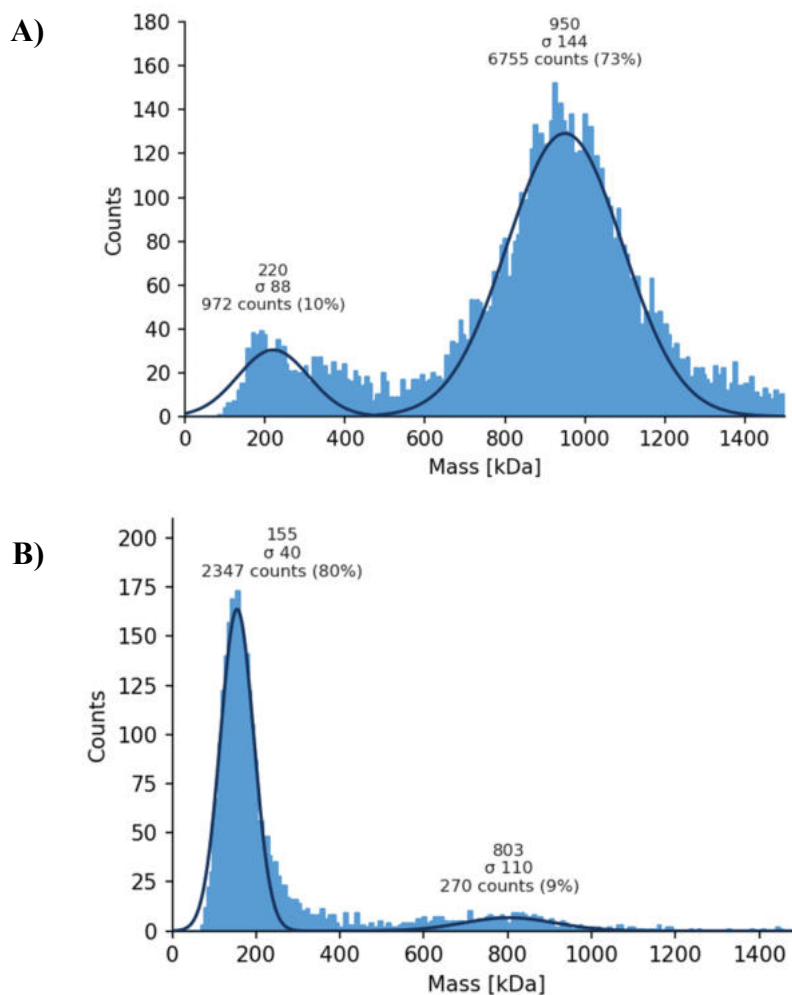 A)
180
160
140
120
100
80
60
40
20
0
Counts
950
σ 144
6755 counts (73%)
220
σ 88
972 counts (10%)
0 200 400 600 800 1000 1200 1400
Mass [kDa]
B)
200
175
150
125
100
75
50
25
0
Counts
155
σ 40
2347 counts (80%)
803
σ 110
270 counts (9%)
0 200 400 600 800 1000 1200 1400
Mass [kDa]